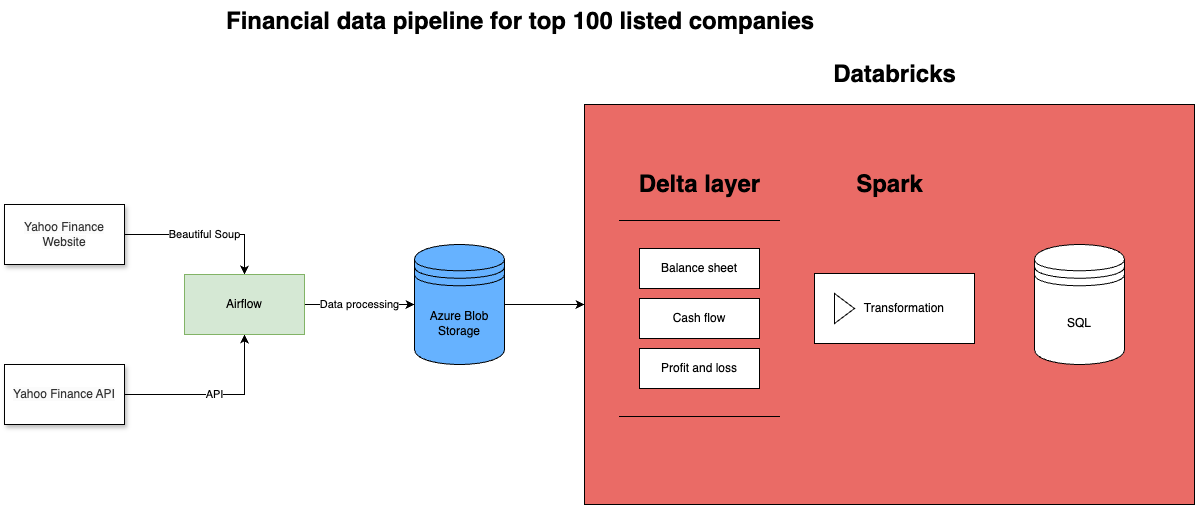 Financial data pipeline for top 100 listed companies
Databricks
Delta layer
Spark
Yahoo Finance
Website
Beautiful Soup
Airflow
Data processing
Azure Blob
Storage
Yahoo Finance API
API
Balance sheet
Cash flow
Profit and loss
Transformation
SQL